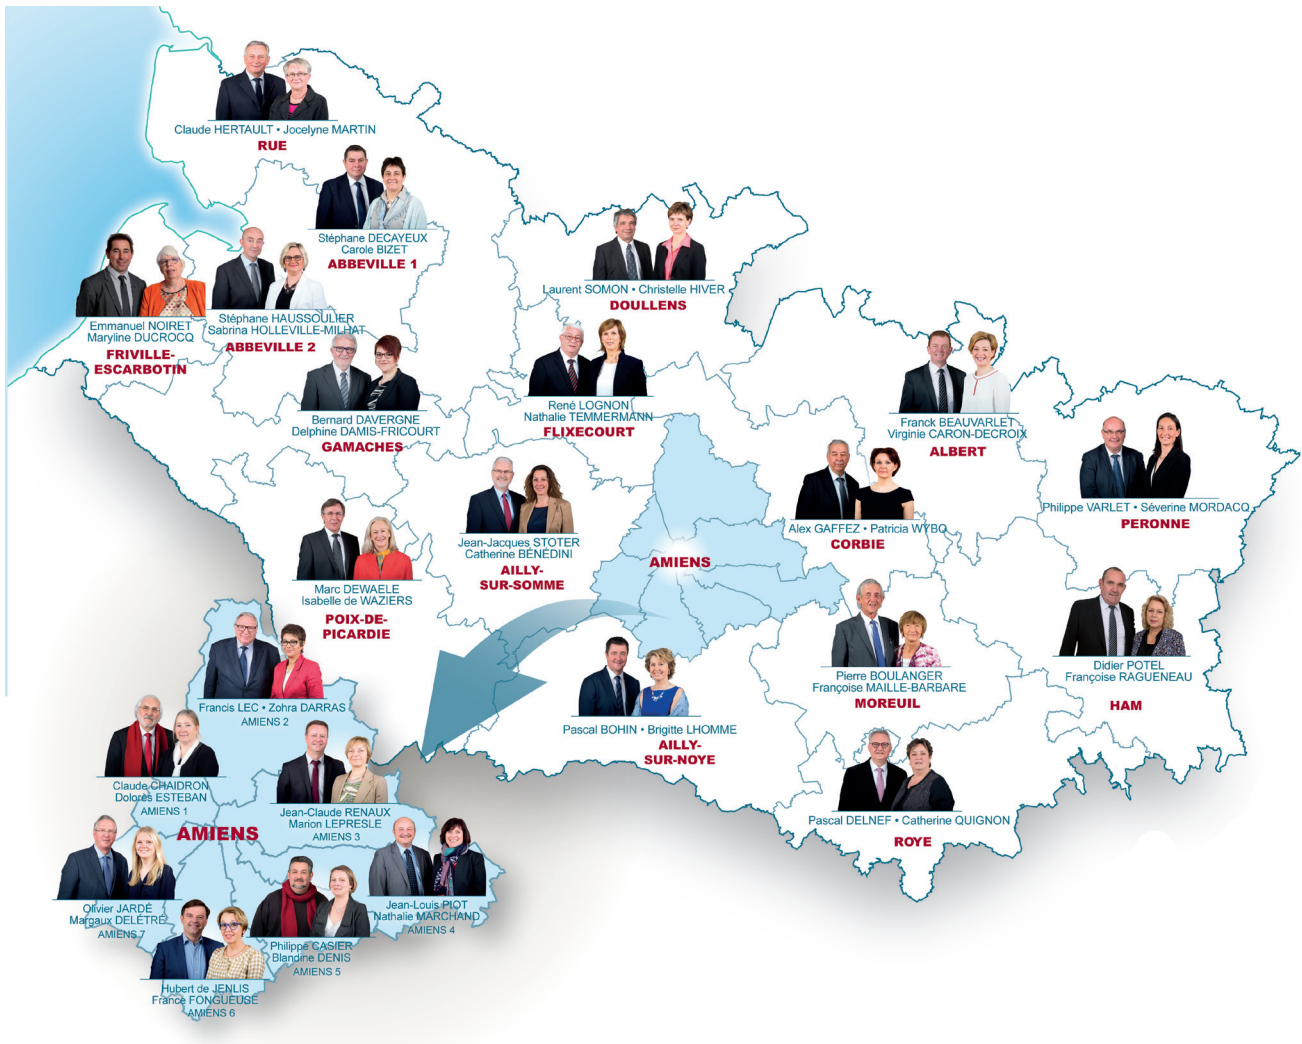 Claude HERTAULT • Jocelyne MARTIN
RUE
Stéphane DECAYEUX
Carole BIZET
ABBEVILLE 1
Emmanuel NOIRET
Maryline DUCROCQ
FRIVILLE-
ESCARBOTIN
Stéphane HAUSSOULIER
Sabrina HOLLEVILLE-MILHAT
ABBEVILLE 2
Laurent SOMON • Christelle HIVER
DOULLENS
Bernard DAVERGNE
Delphine DAMIS-FRICOURT
GAMACHES
René LOGNON
Nathalie TEMMERMANN
FLIXECOURT
Franck BEAUVARLET
Virginie CARON-DECROIX
ALBERT
Philippe VARLET • Séverine MORDACQ
PERONNE
Alex GAFFEZ • Patricia WYBO
CORBIE
Jean-Jacques STOTER
Catherine BÉNÉDINI
AILLY-
SUR-SOMME
AMIENS
Marc DEWAELE
Isabelle de WAZIERS
POIX-DE-
PICARDIE
Pierre BOULANGER
Françoise MAILLE-BARBARE
MOREUIL
Didier POTEL
Françoise RAGUENEAU
HAM
Pascal BOHIN • Brigitte LHOMME
AILLY-
SUR-NOYE
Pascal DELNEF • Catherine QUIGNON
ROYE
Francis LEC • Zohra DARRAS
AMIENS 2
Claude CHAIDRON
Dolorès ESTEBAN
AMIENS 1
Jean-Claude RENAUX
Marion LEPRESLE
AMIENS 3
AMIENS
Olivier JARDÉ
Margaux DELÉTRÉ
AMIENS 7
Jean-Louis PIOT
Nathalie MARCHAND
AMIENS 4
Philippe CASIER
Blandine DENIS
AMIENS 5
Hubert de JENLIS
France FONGUEUSE
AMIENS 6